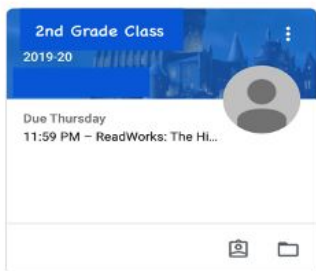 2nd Grade Class
2019-20
Due Thursday
11:59 PM – ReadWorks: The Hi...